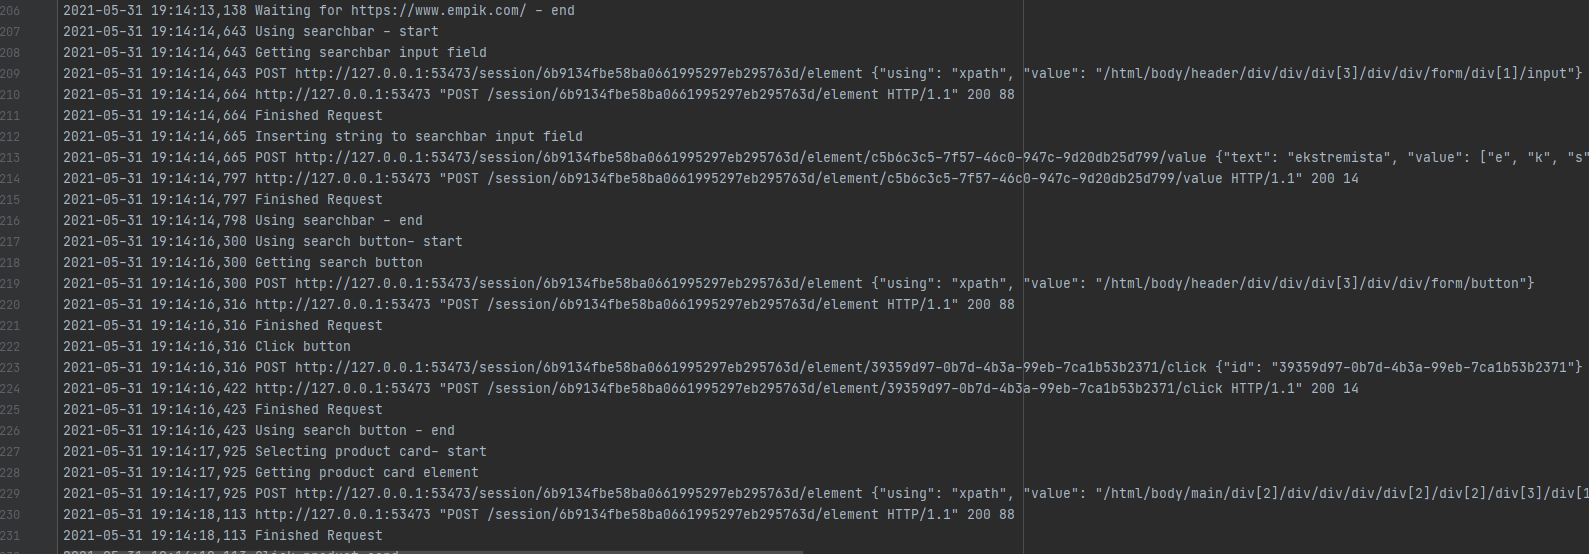 206 2021-05-31 19:14:13,138 Waiting for https://www.empik.com/ - end
207 2021-05-31 19:14:14,643 Using searchbar - start
208 2021-05-31 19:14:14,643 Getting searchbar input field
209 2021-05-31 19:14:14,643 POST http://127.0.0.1:53473/session/6b9134fbe58ba0661995297eb295763d/element {"using": "xpath", "value": "/html/body/header/div/div/div[3]/div/div/form/div[1]/input"}
210 2021-05-31 19:14:14,664 http://127.0.0.1:53473 "POST /session/6b9134fbe58ba0661995297eb295763d/element HTTP/1.1" 200 88
211 2021-05-31 19:14:14,664 Finished Request
212 2021-05-31 19:14:14,665 Inserting string to searchbar input field
213 2021-05-31 19:14:14,665 POST http://127.0.0.1:53473/session/6b9134fbe58ba0661995297eb295763d/element/c5b6c3c5-7f57-46c0-947c-9d20db25d799/value {"text": "ekstremista", "value": ["e", "k", "s"
214 2021-05-31 19:14:14,797 http://127.0.0.1:53473 "POST /session/6b9134fbe58ba0661995297eb295763d/element/c5b6c3c5-7f57-46c0-947c-9d20db25d799/value HTTP/1.1" 200 14
215 2021-05-31 19:14:14,797 Finished Request
216 2021-05-31 19:14:14,798 Using searchbar - end
217 2021-05-31 19:14:16,300 Using search button- start
218 2021-05-31 19:14:16,300 Getting search button
219 2021-05-31 19:14:16,300 POST http://127.0.0.1:53473/session/6b9134fbe58ba0661995297eb295763d/element {"using": "xpath", "value": "/html/body/header/div/div/div[3]/div/div/form/button"}
220 2021-05-31 19:14:16,316 http://127.0.0.1:53473 "POST /session/6b9134fbe58ba0661995297eb295763d/element HTTP/1.1" 200 88
221 2021-05-31 19:14:16,316 Finished Request
222 2021-05-31 19:14:16,316 Click button
223 2021-05-31 19:14:16,316 POST http://127.0.0.1:53473/session/6b9134fbe58ba0661995297eb295763d/element/39359d97-0b7d-4b3a-99eb-7ca1b53b2371/click {"id": "39359d97-0b7d-4b3a-99eb-7ca1b53b2371"}
224 2021-05-31 19:14:16,422 http://127.0.0.1:53473 "POST /session/6b9134fbe58ba0661995297eb295763d/element/39359d97-0b7d-4b3a-99eb-7ca1b53b2371/click HTTP/1.1" 200 14
225 2021-05-31 19:14:16,423 Finished Request
226 2021-05-31 19:14:16,423 Using search button - end
227 2021-05-31 19:14:17,925 Selecting product card- start
228 2021-05-31 19:14:17,925 Getting product card element
229 2021-05-31 19:14:17,925 POST http://127.0.0.1:53473/session/6b9134fbe58ba0661995297eb295763d/element {"using": "xpath", "value": "/html/body/main/div[2]/div/div/div/div[2]/div[2]/div[3]/div[1
230 2021-05-31 19:14:18,113 http://127.0.0.1:53473 "POST /session/6b9134fbe58ba0661995297eb295763d/element HTTP/1.1" 200 88
231 2021-05-31 19:14:18,113 Finished Request